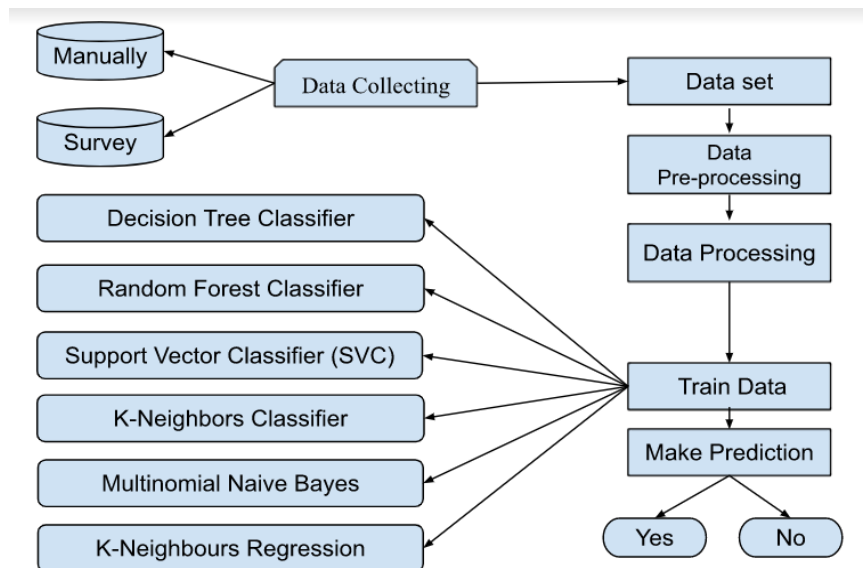 Manually
Data Collecting
Data set
Survey
Data
Pre-processing
Decision Tree Classifier
Data Processing
Random Forest Classifier
Support Vector Classifier (SVC)
Train Data
K-Neighbors Classifier
Make Prediction
Multinomial Naive Bayes
Yes
No
K-Neighbours Regression